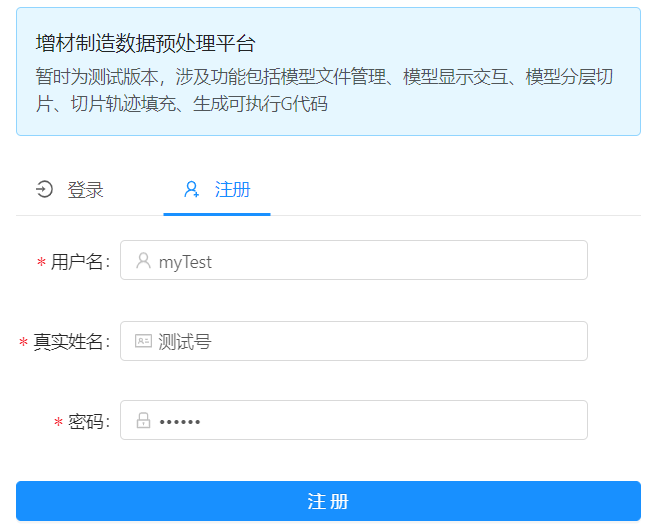 增材制造数据预处理平台
暂时为测试版本，涉及功能包括模型文件管理、模型显示交互、模型分层切
片、切片轨迹填充、生成可执行G代码
登录 注册
* 用户名: myTest
* 真实姓名: 测试号
* 密码: ••••••
注 册